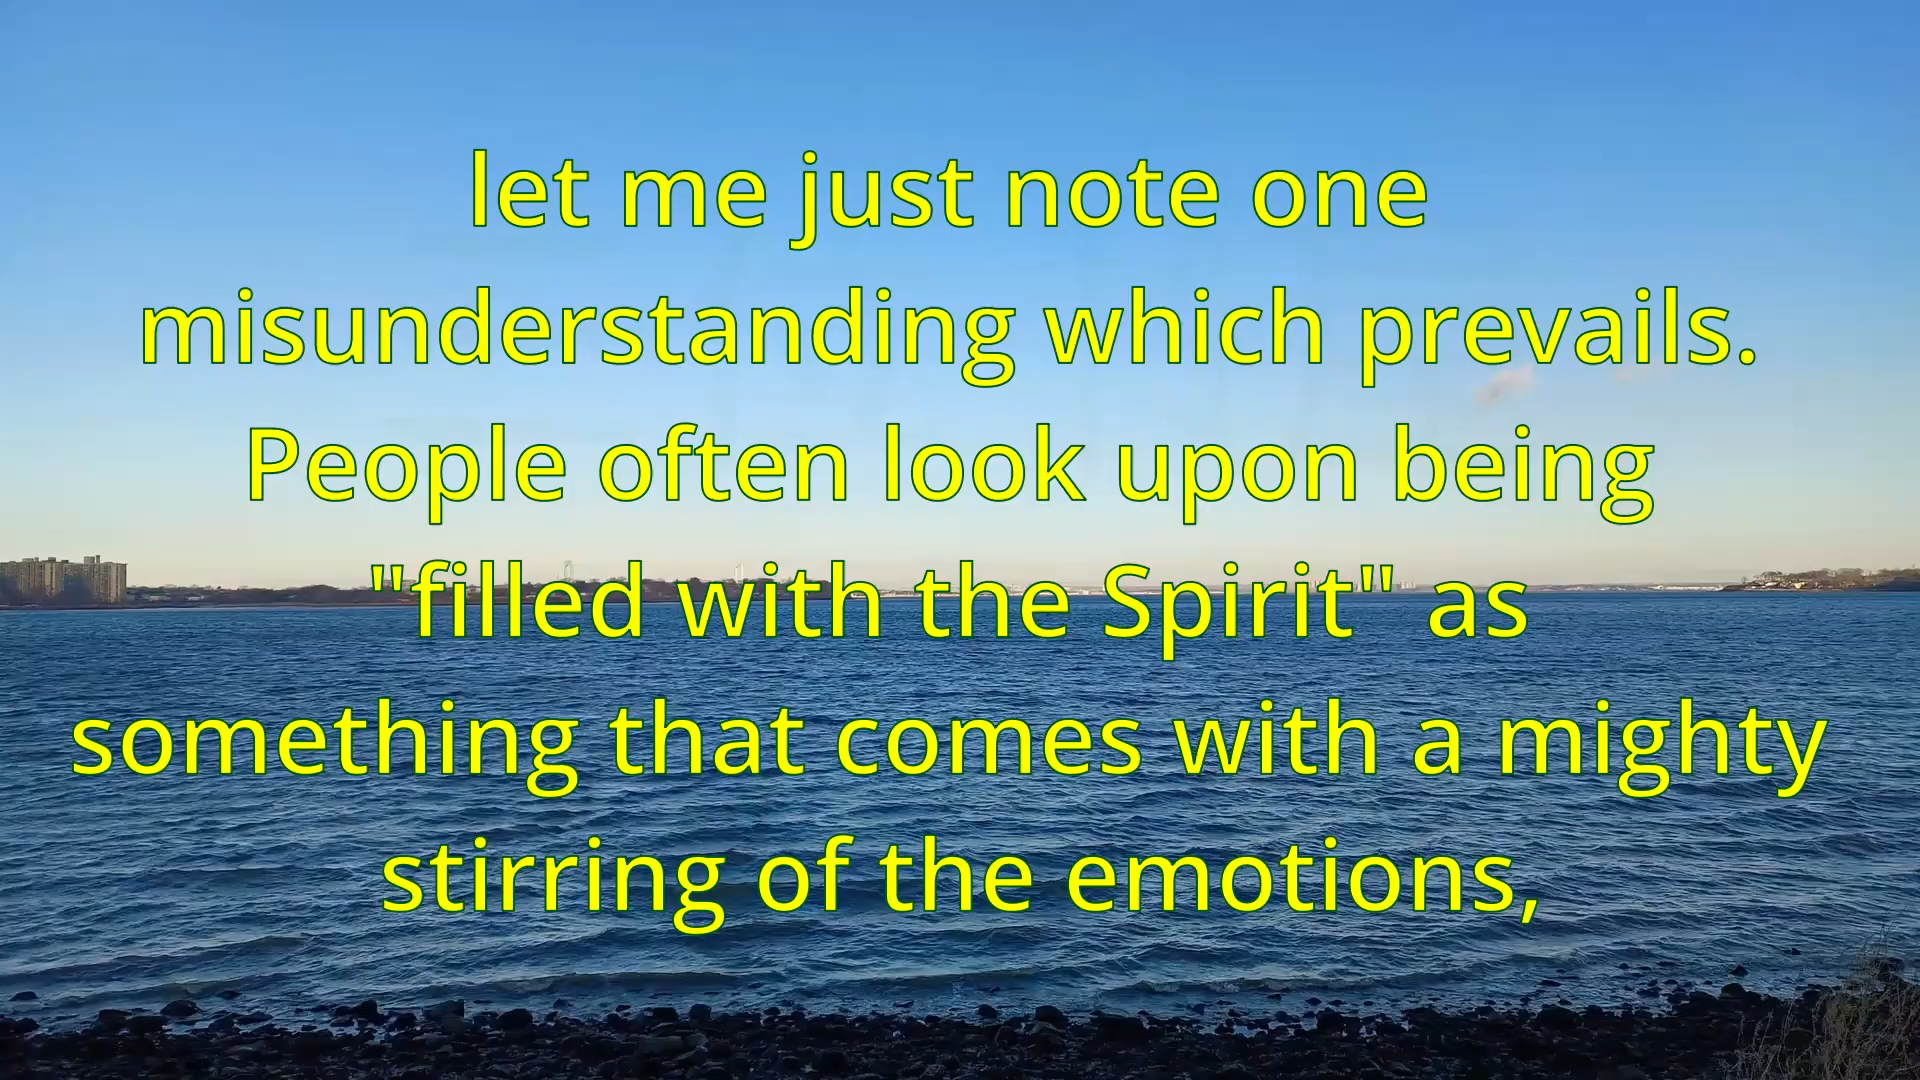 let me just note one
misunderstanding which prevails.
People often look upon being
"filled with the Spirit" as
something that comes with a mighty
stirring of the emotions,